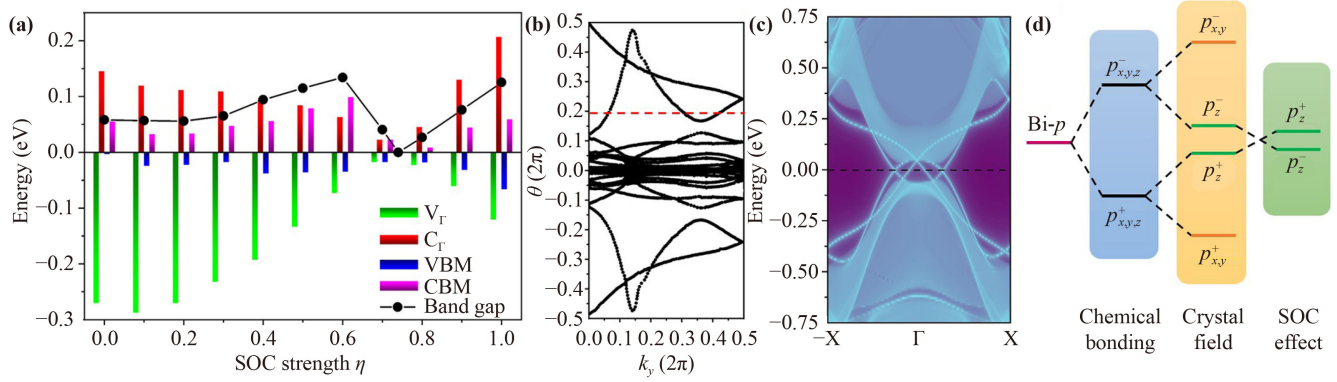 (a)
Energy (eV)
0.2
0.1
0.0
−0.1
−0.2
−0.3
0.0
0.2
0.4
0.6
0.8
1.0
SOC strength η
V_Γ
C_Γ
VBM
CBM
Band gap
(b)
θ (2π)
0.5
0.4
0.3
0.2
0.1
0.0
−0.1
−0.2
−0.3
−0.4
−0.5
0.0 0.1 0.2 0.3 0.4 0.5
k_y (2π)
(c)
Energy (eV)
0.75
0.50
0.25
0.00
−0.25
−0.50
−0.75
−X
Γ
X
(d)
Bi-p
p⁻_x,y,z
p⁺_x,y,z
p⁻_x,y
p⁻_z
p⁺_z
p⁺_x,y
p⁺_z
p⁻_z
Chemical
bonding
Crystal
field
SOC
effect